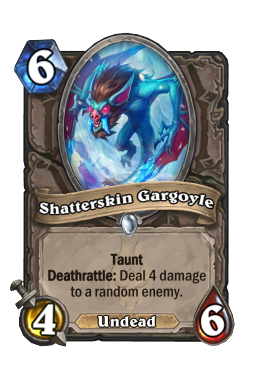 6
Shatterskin Gargoyle
Taunt
Deathrattle: Deal 4 damage
to a random enemy.
4
Undead
6